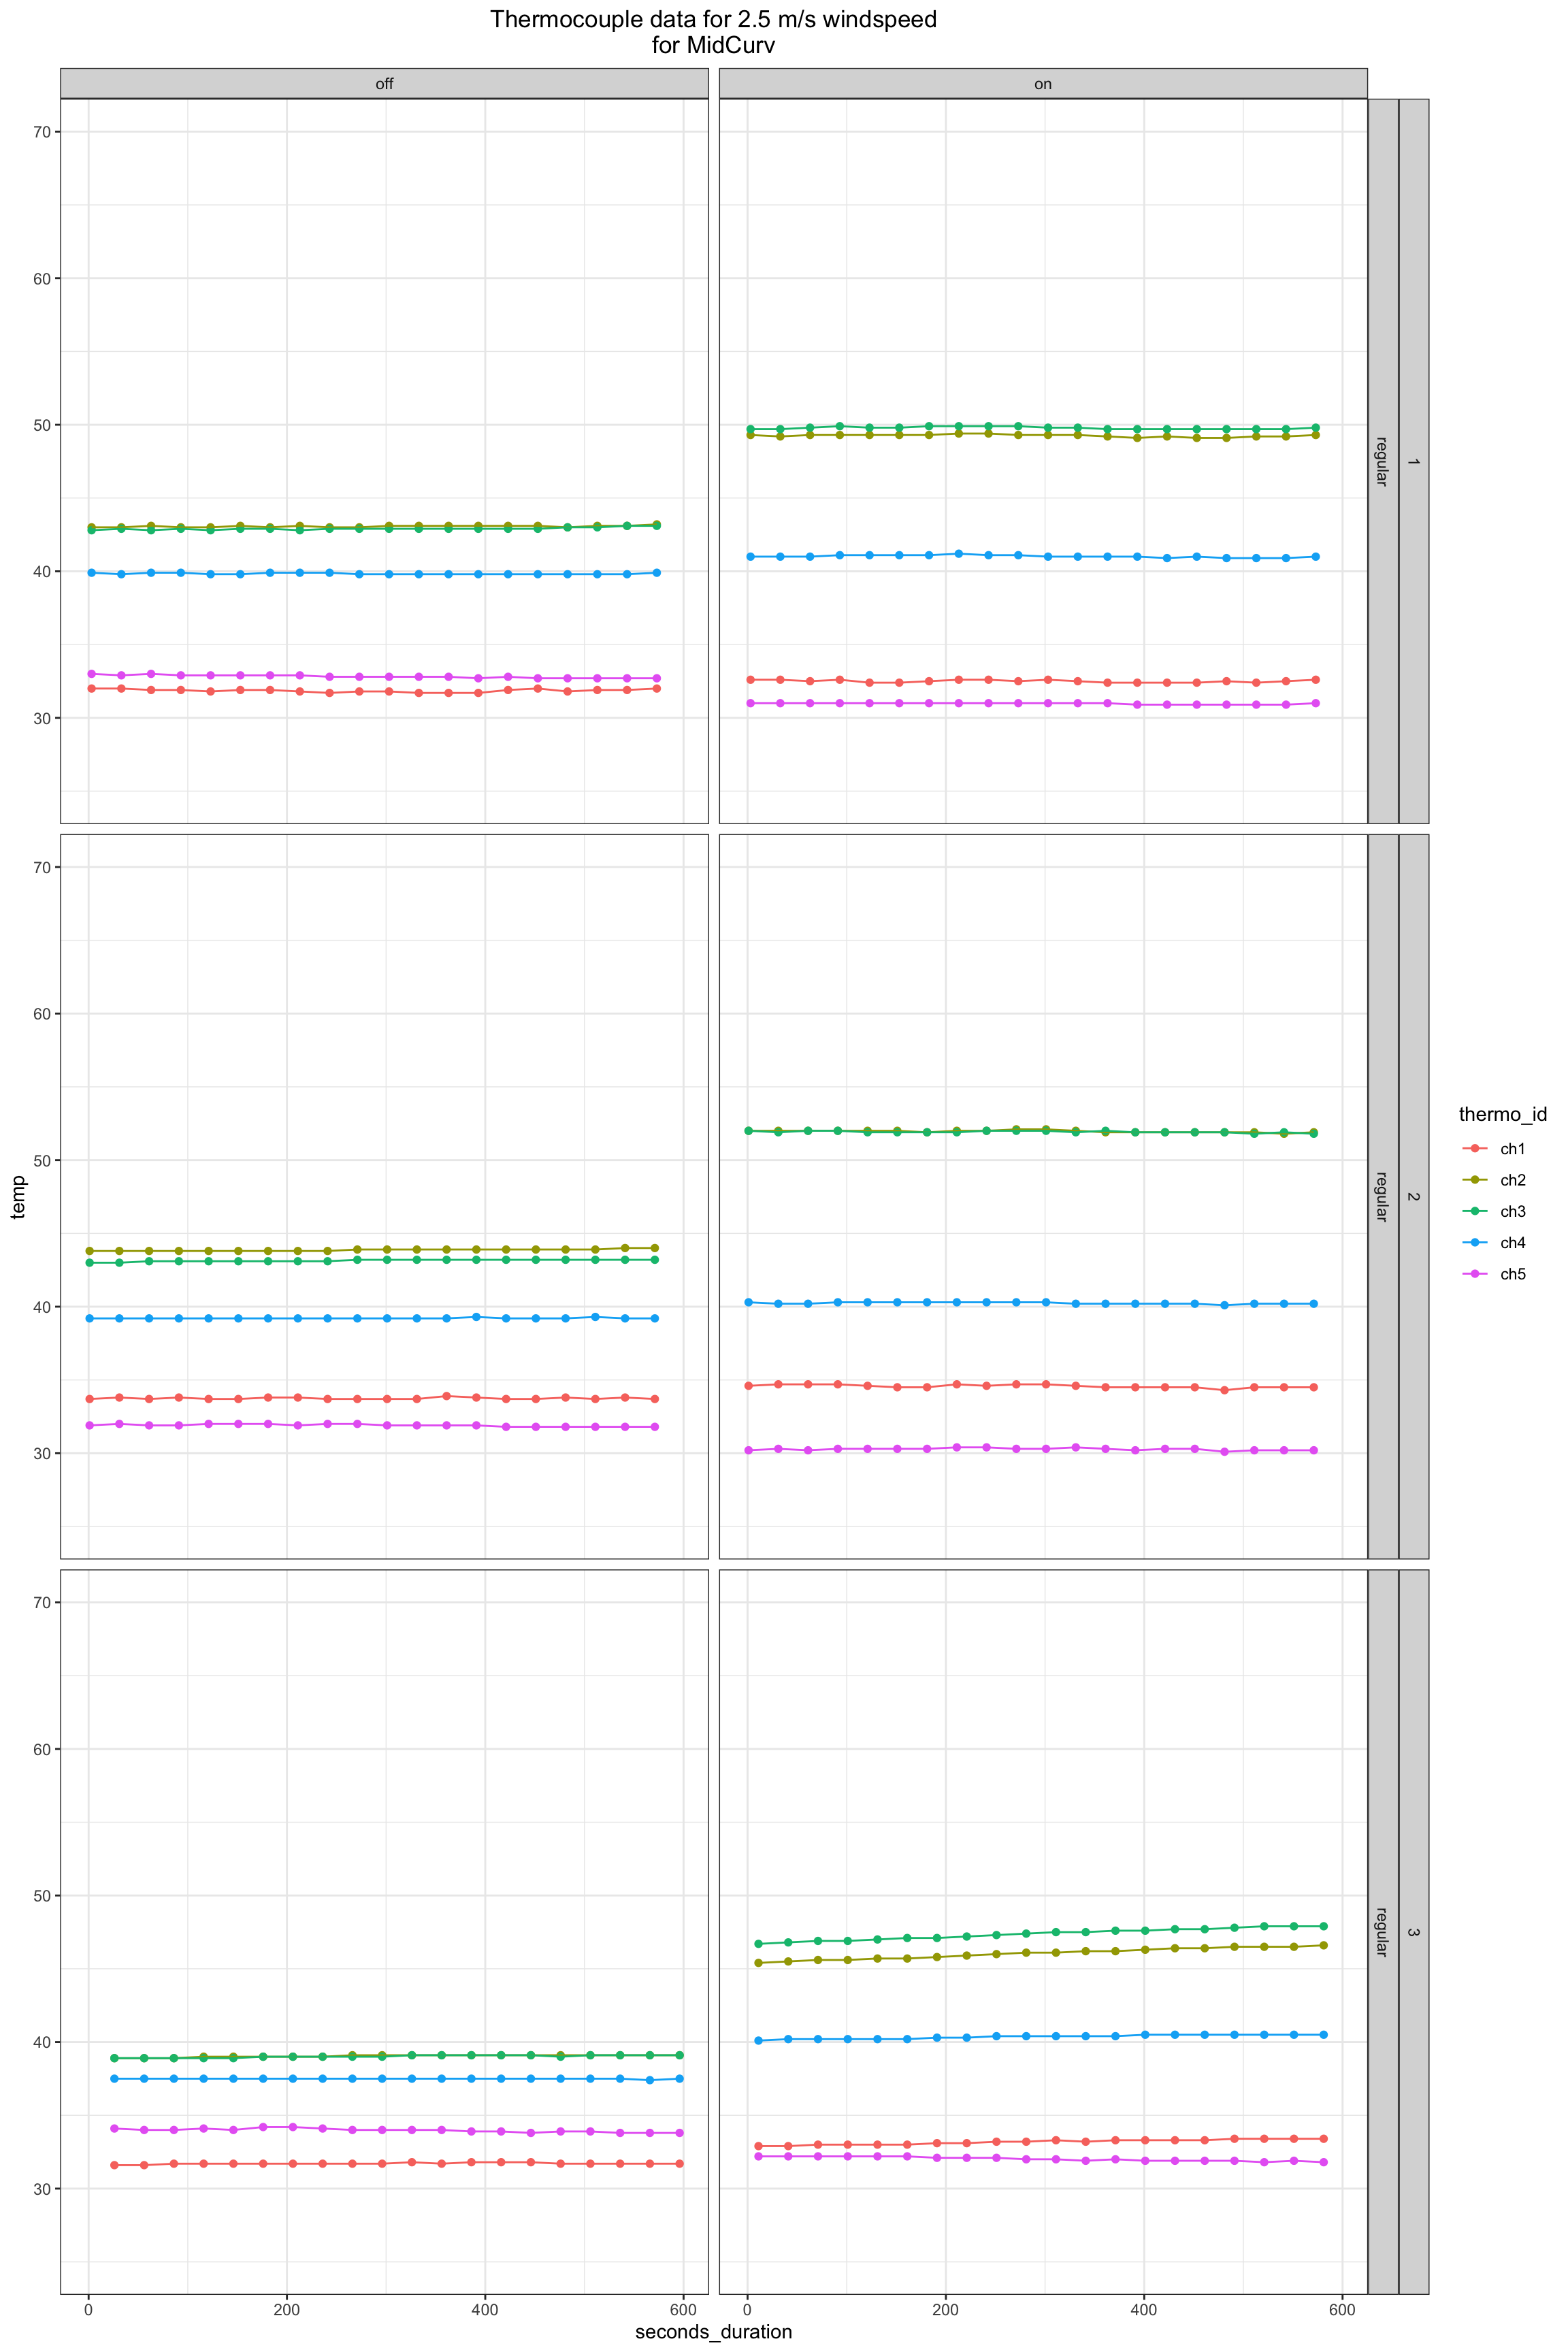 Thermocouple data for 2.5 m/s windspeed
for MidCurv
off
on
70
60
50
40
30
regular
1
70
60
50
40
30
regular
2
70
60
50
40
30
regular
3
0
200
400
600
0
200
400
600
seconds_duration
temp
thermo_id
ch1
ch2
ch3
ch4
ch5